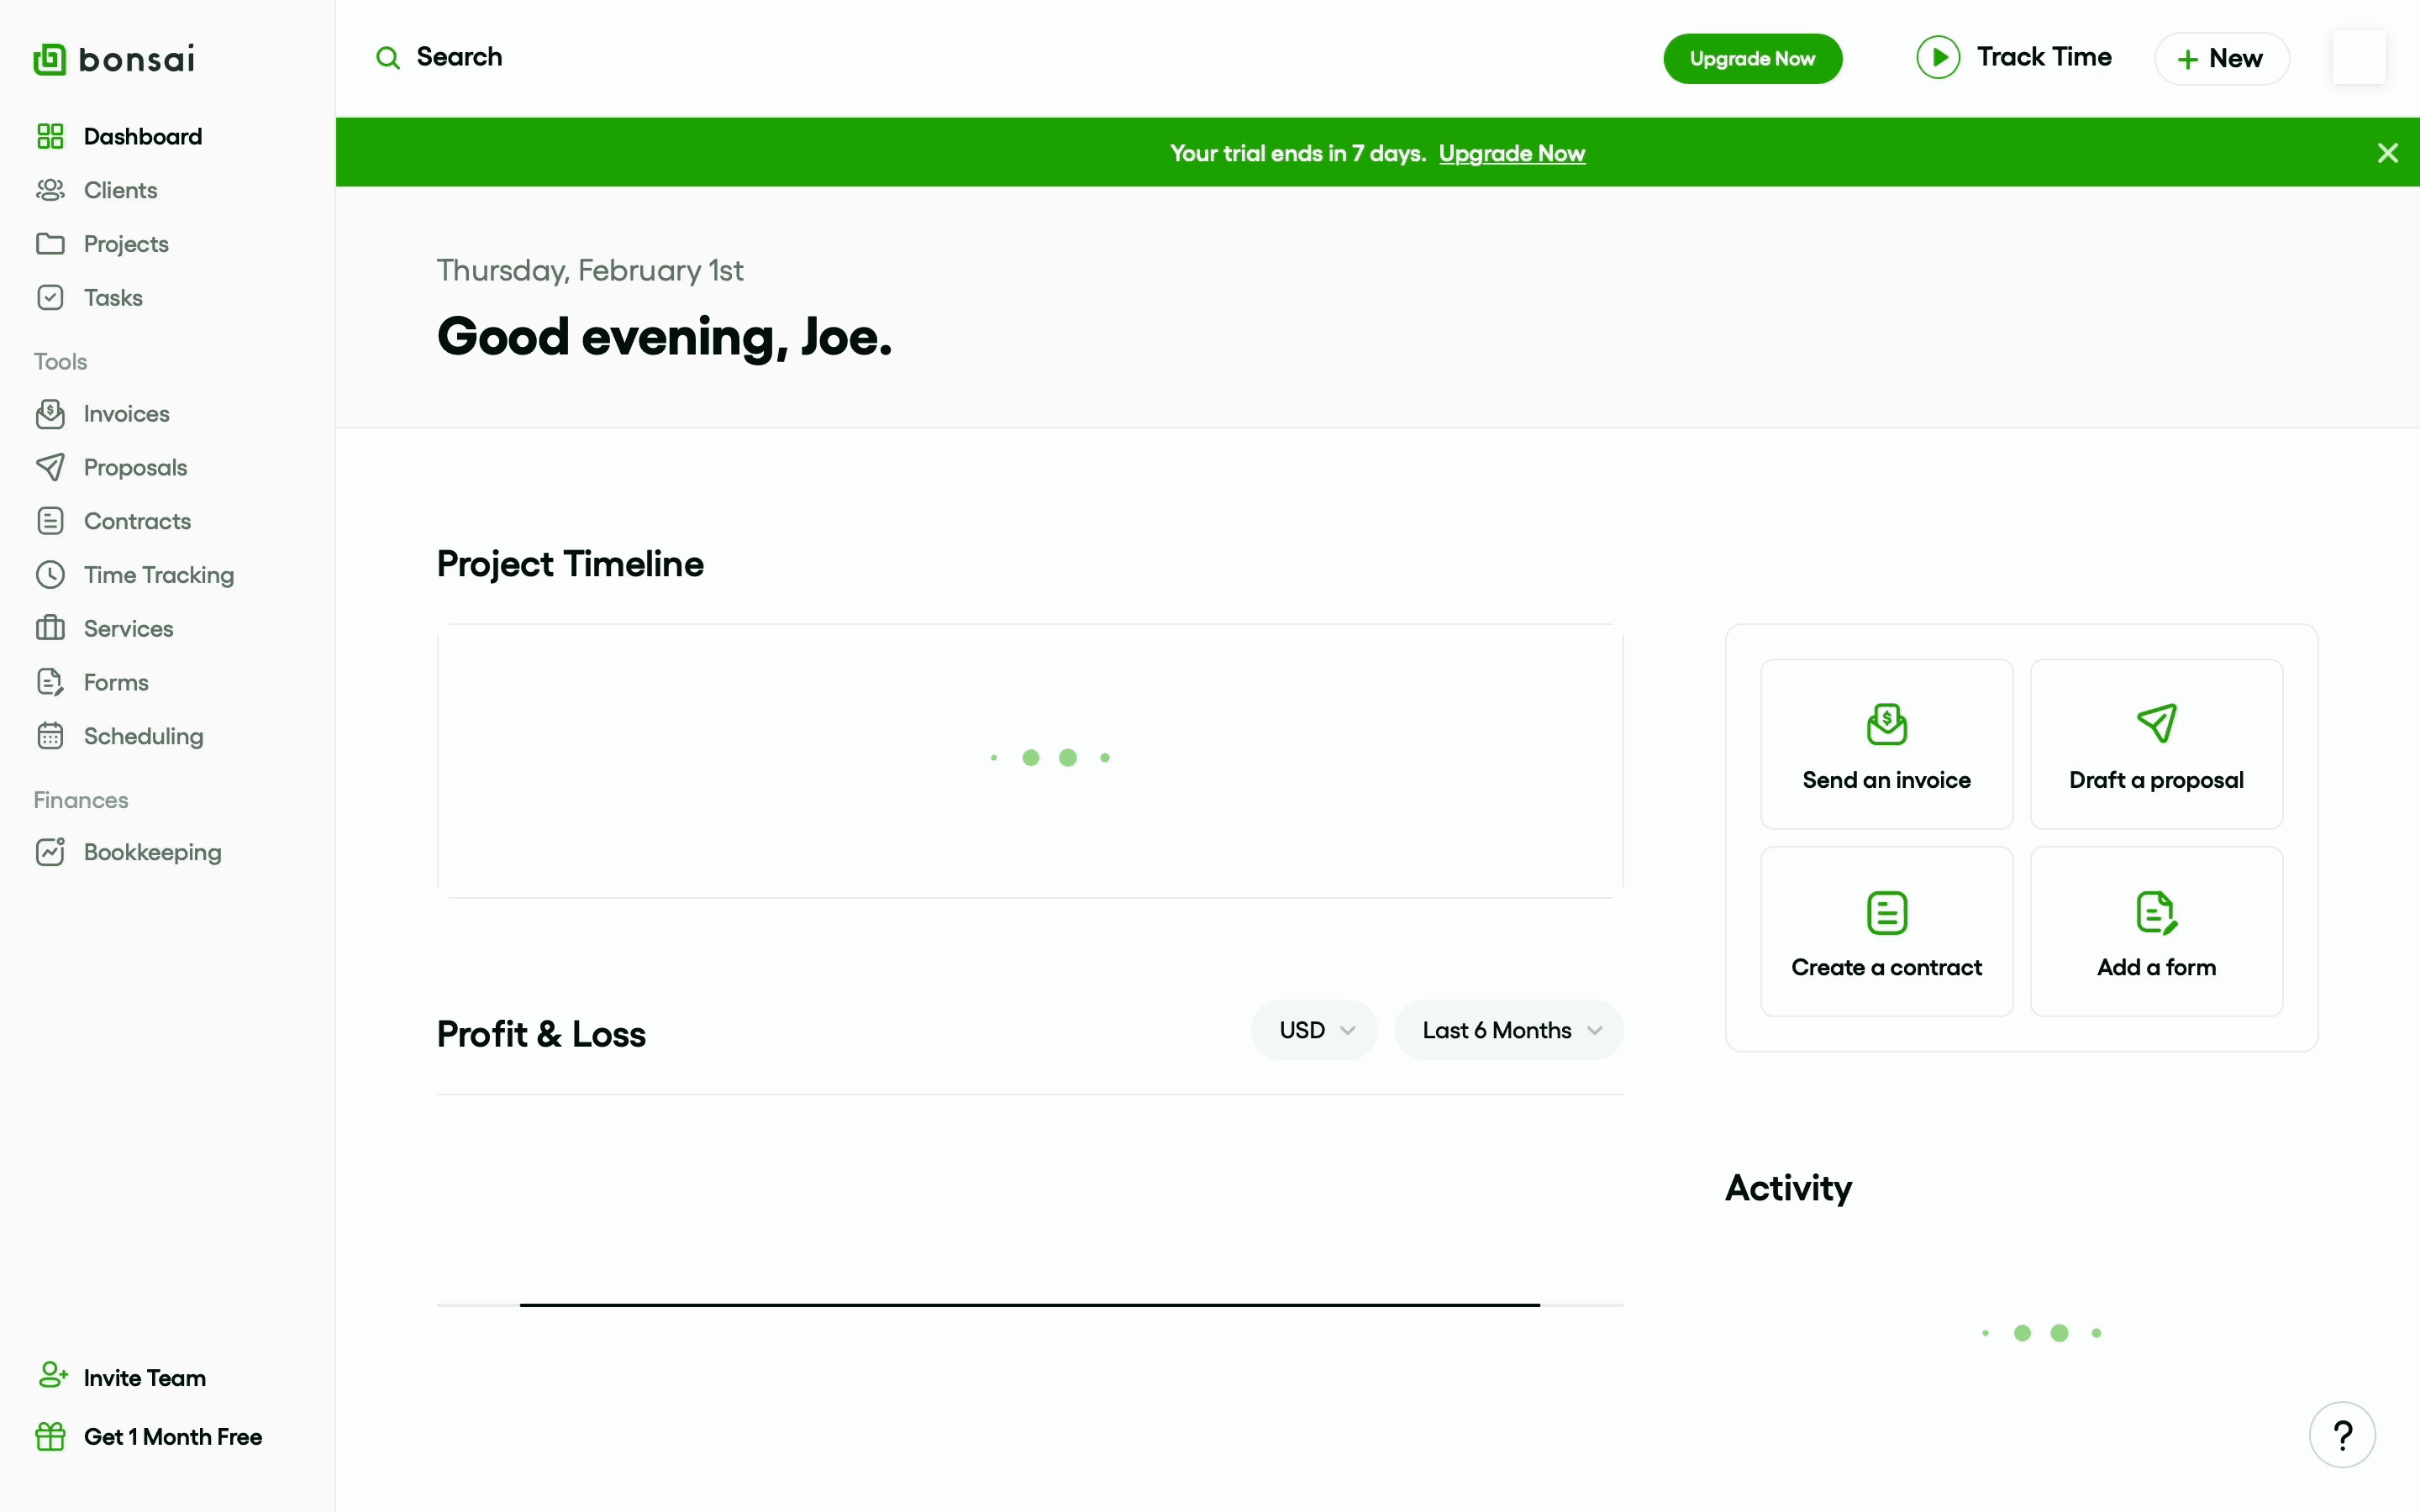 bonsai
Dashboard
Clients
Projects
Tasks
Tools
Invoices
Proposals
Contracts
Time Tracking
Services
Forms
Scheduling
Finances
Bookkeeping
Invite Team
Get 1 Month Free
Search
Upgrade Now
Track Time
+ New
Your trial ends in 7 days. Upgrade Now
Thursday, February 1st
Good evening, Joe.
Project Timeline
Send an invoice
Draft a proposal
Create a contract
Add a form
Profit & Loss
USD
Last 6 Months
Activity
?